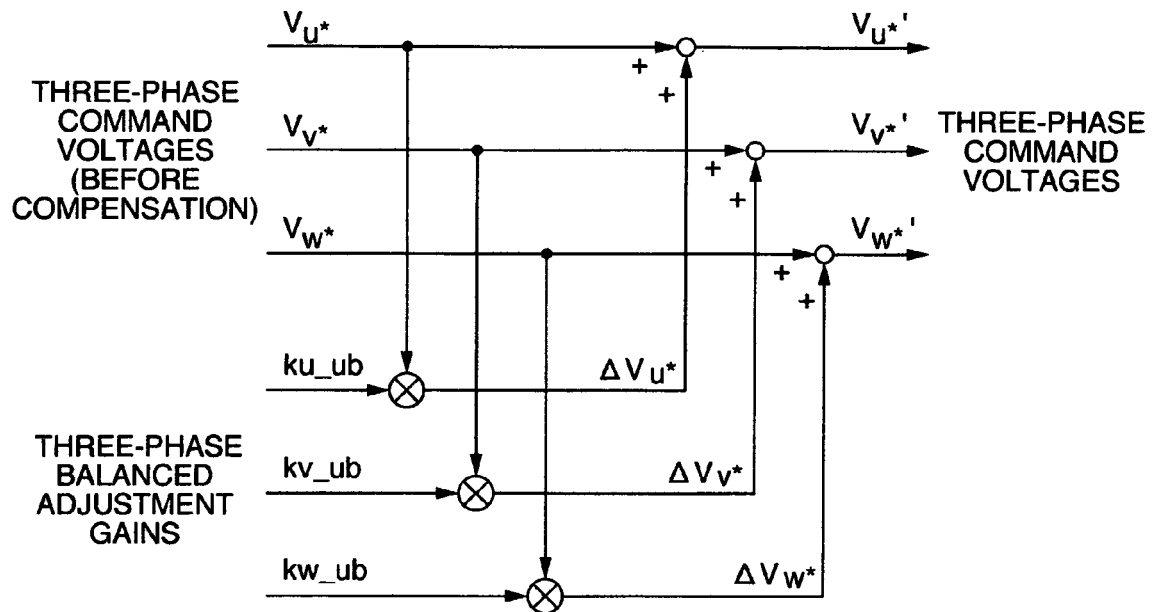 Vu*
Vu*'
THREE-PHASE
COMMAND
VOLTAGES
(BEFORE
COMPENSATION)
+
+
Vv*
Vv*'
THREE-PHASE
COMMAND
VOLTAGES
+
+
Vw*
Vw*'
+
+
ku_ub
ΔVu*
THREE-PHASE
BALANCED
ADJUSTMENT
GAINS
kv_ub
ΔVv*
kw_ub
ΔVw*